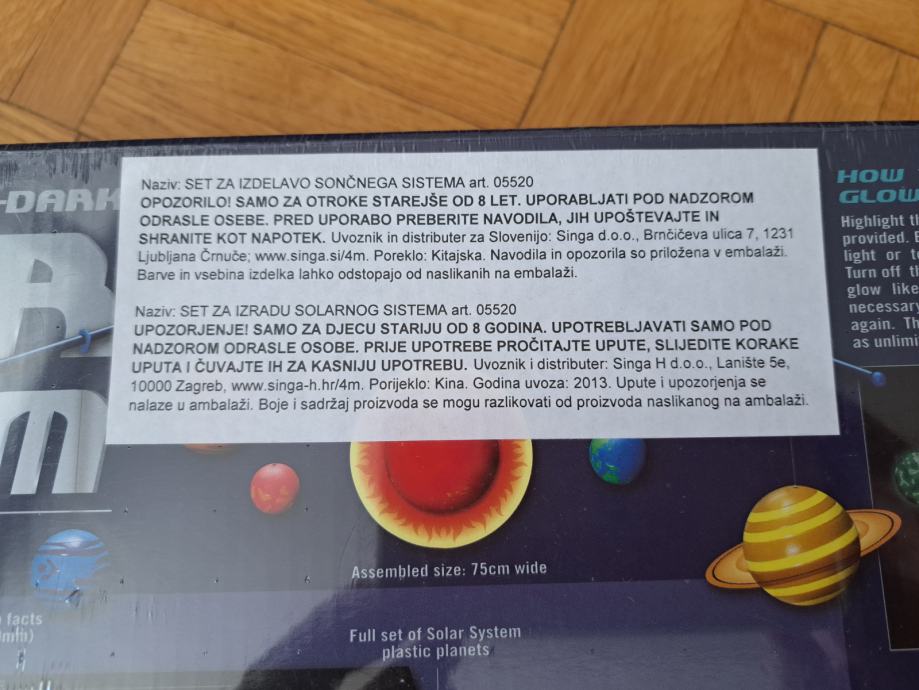 -DARK
Naziv: SET ZA IZDELAVO SONČNEGA SISTEMA art. 05520
OPOZORILO! SAMO ZA OTROKE STAREJŠE OD 8 LET. UPORABLJATI POD NADZOROM
ODRASLE OSEBE. PRED UPORABO PREBERITE NAVODILA, JIH UPOŠTEVAJTE IN
SHRANITE KOT NAPOTEK. Uvoznik in distributer za Slovenijo: Singa d.o.o., Brnčičeva ulica 7, 1231
Ljubljana Črnuče; www.singa.si/4m. Poreklo: Kitajska. Navodila in opozorila so priložena v embalaži.
Barve in vsebina izdelka lahko odstopajo od naslikanih na embalaži.
Naziv: SET ZA IZRADU SOLARNOG SISTEMA art. 05520
UPOZORJENJE! SAMO ZA DJECU STARIJU OD 8 GODINA. UPOTREBLJAVATI SAMO POD
NADZOROM ODRASLE OSOBE. PRIJE UPOTREBE PROČITAJTE UPUTE, SLIJEDITE KORAKE
UPUTA I ČUVAJTE IH ZA KASNIJU UPOTREBU. Uvoznik i distributer: Singa H d.o.o., Lanište 5e,
10000 Zagreb, www.singa-h.hr/4m. Porijeklo: Kina. Godina uvoza: 2013. Upute i upozorjenja se
nalaze u ambalaži. Boje i sadržaj proizvoda se mogu razlikovati od proizvoda naslikanog na ambalaži.
HOW
GLOW
Highlight t
provided.
light or t
Turn off t
glow like
necessary
again. Th
as unlimi
Assembled size: 75cm wide
Full set of Solar System
plastic planets
facts